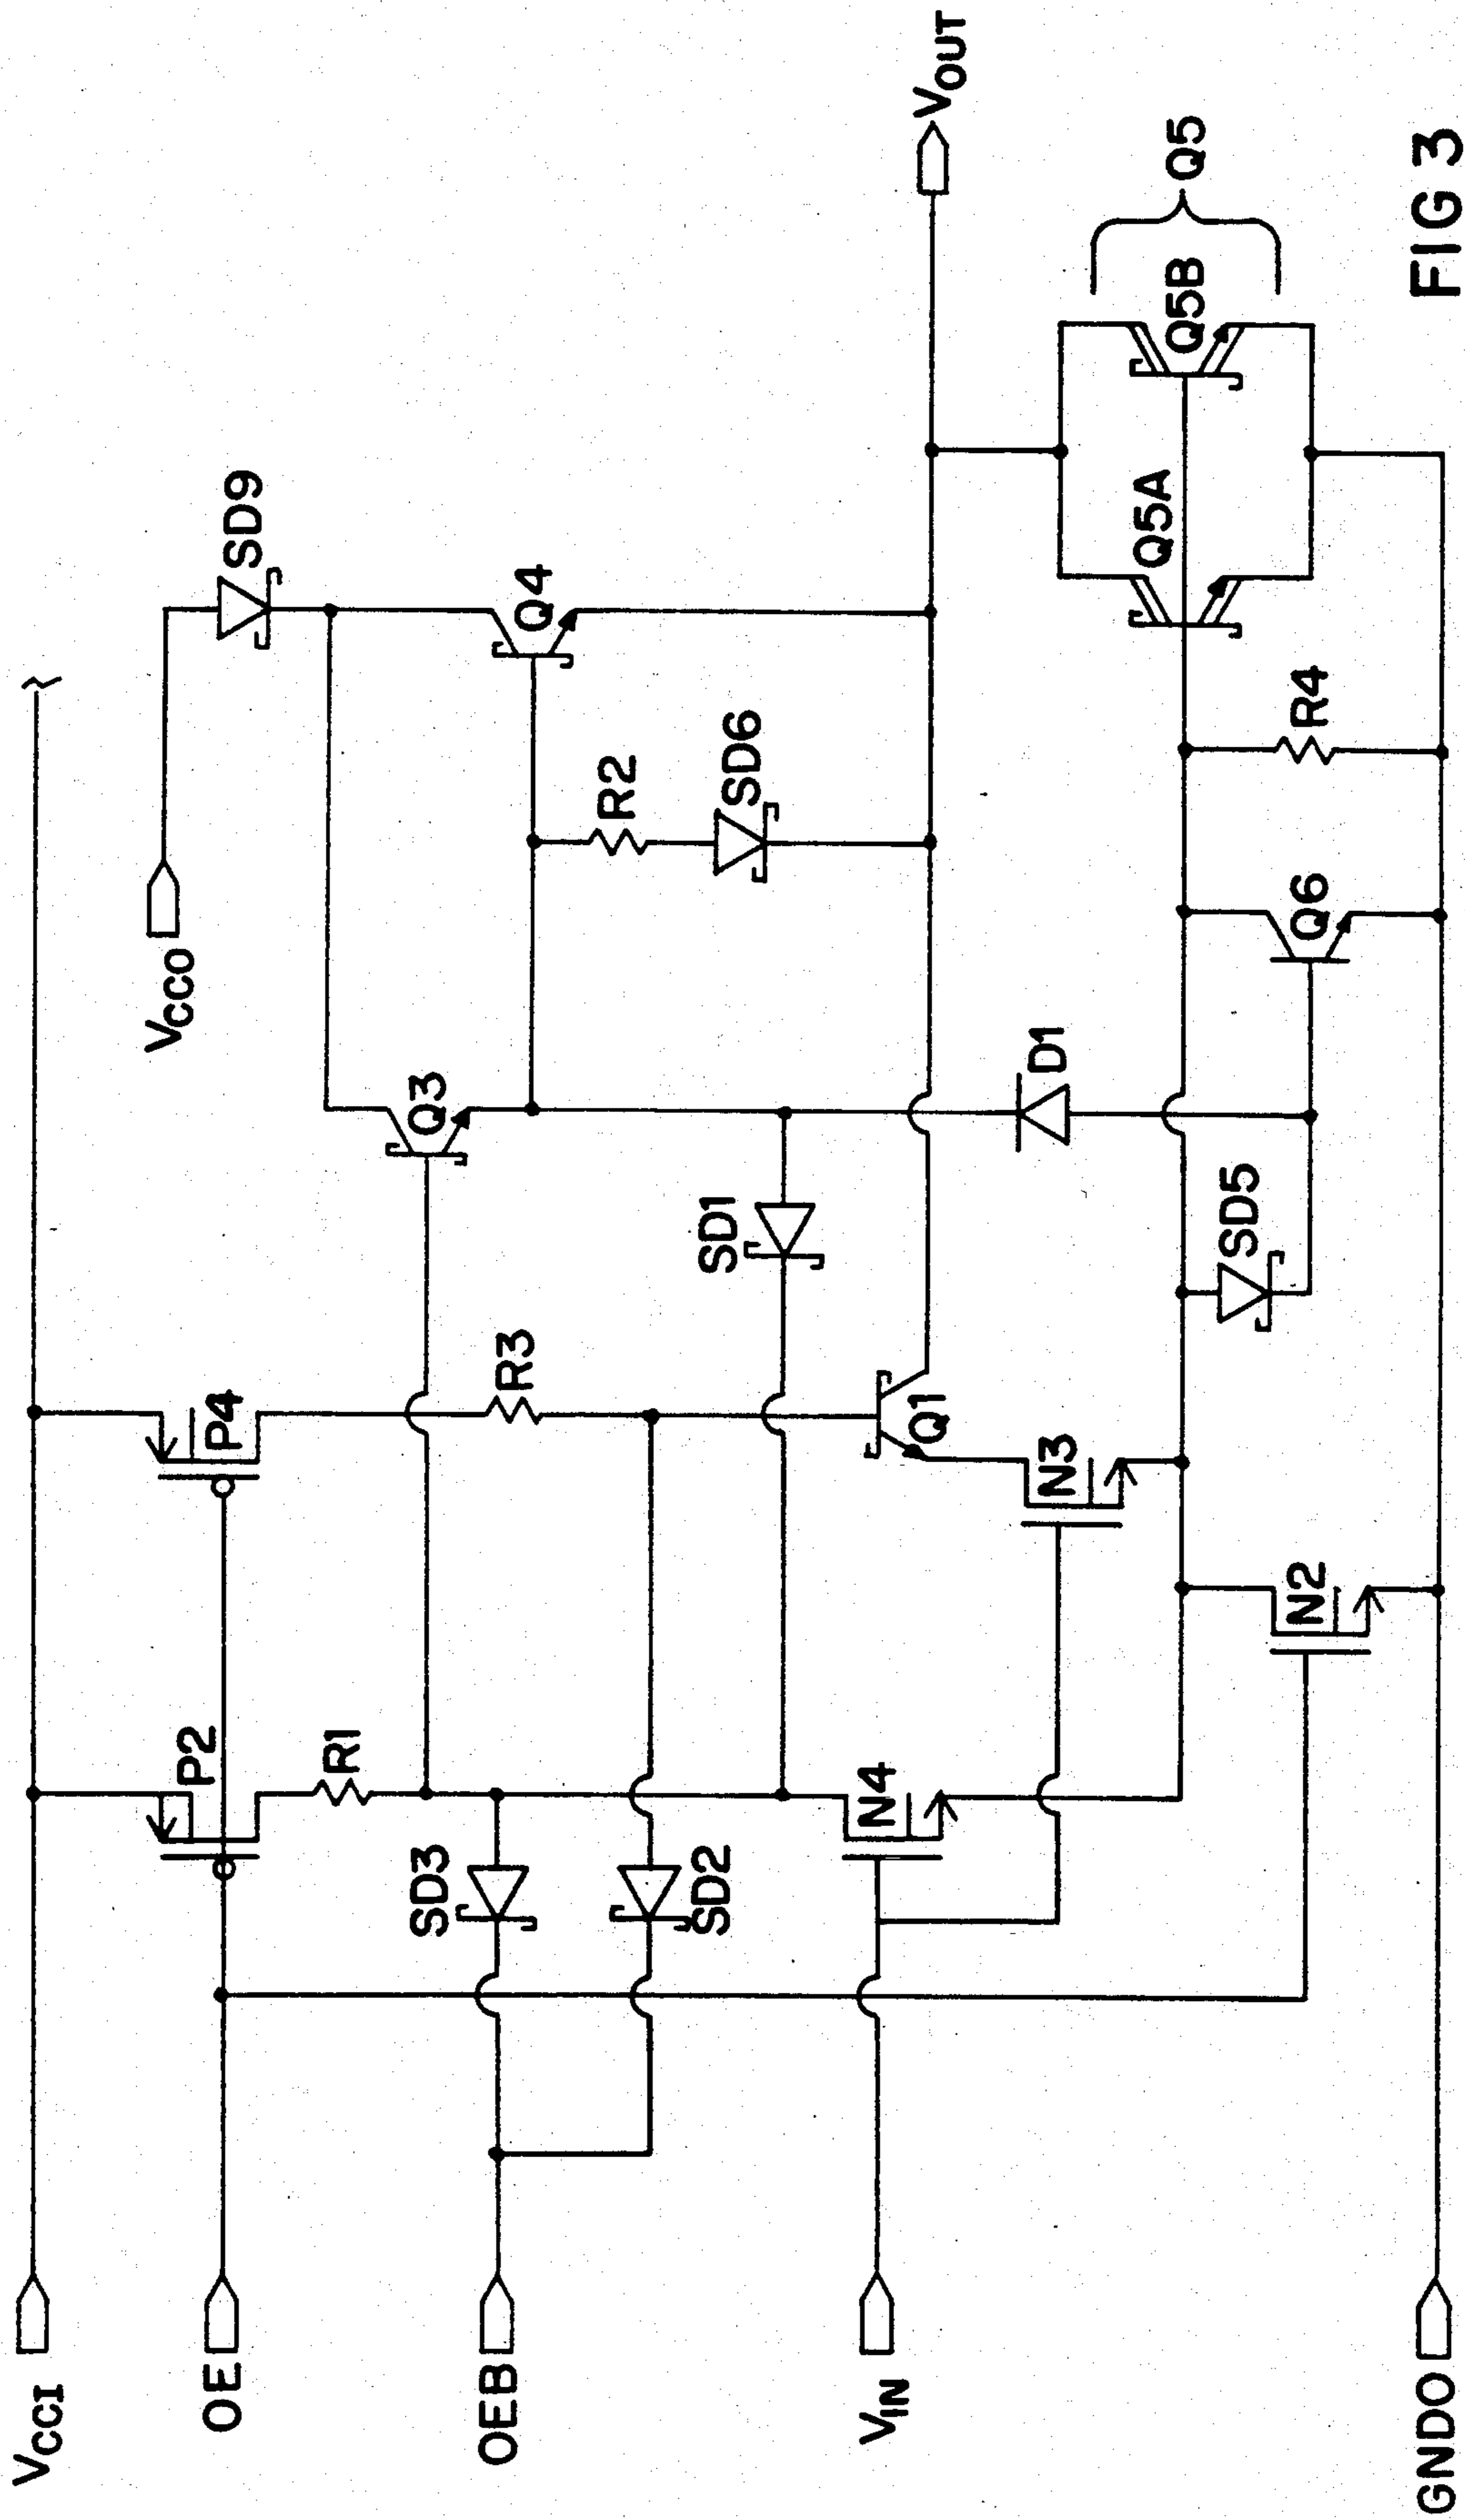 VCCI
VCCO
SD9
P2
P4
OE
R1
Q3
Q4
R3
R2
SD3
SD6
SD2
SD1
OEB
VOUT
VIN
N4
Q1
N3
D1
Q5A
Q5B
Q5
SD5
N2
Q6
R4
GNDO
FIG 3